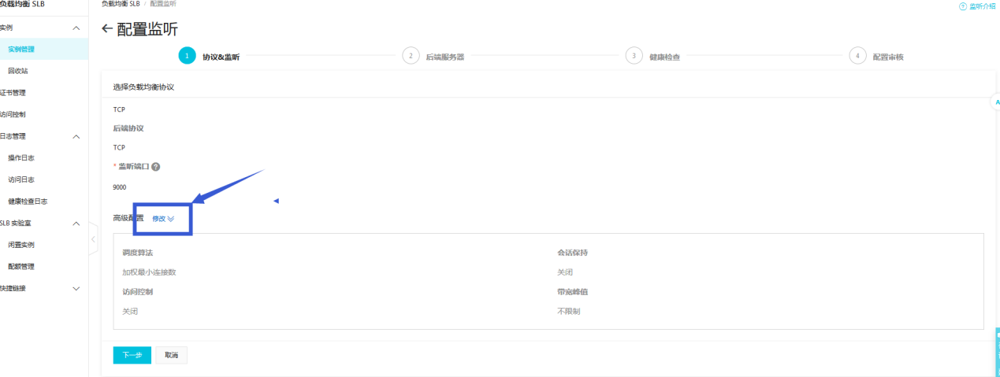 负载均衡 SLB
实例
实例管理
回收站
证书管理
访问控制
日志管理
操作日志
访问日志
健康检查日志
SLB 实验室
闲置实例
配额管理
快捷链接
负载均衡 SLB / 配置监听
? 监听介绍
← 配置监听
1 协议&监听
2 后端服务器
3 健康检查
4 配置审核
选择负载均衡协议
TCP
后端协议
TCP
* 监听端口 ?
9000
高级配置 修改
调度算法
加权最小连接数
会话保持
关闭
访问控制
关闭
带宽峰值
不限制
下一步 取消